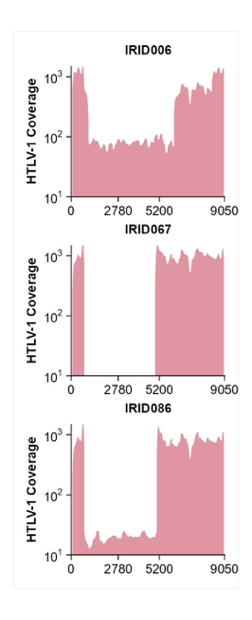 IRID006
HTLV-1 Coverage
10³
10²
10¹
0 2780 5200 9050
IRID067
HTLV-1 Coverage
10³
10²
10¹
0 2780 5200 9050
IRID086
HTLV-1 Coverage
10³
10²
10¹
0 2780 5200 9050